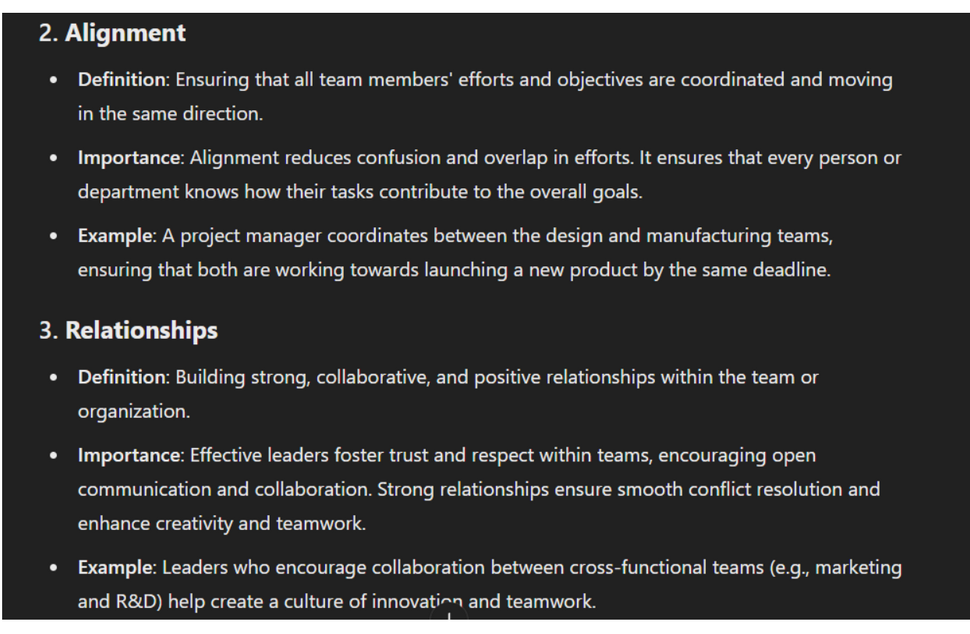 2. Alignment
• Definition: Ensuring that all team members' efforts and objectives are coordinated and moving
in the same direction.
• Importance: Alignment reduces confusion and overlap in efforts. It ensures that every person or
department knows how their tasks contribute to the overall goals.
• Example: A project manager coordinates between the design and manufacturing teams,
ensuring that both are working towards launching a new product by the same deadline.
3. Relationships
• Definition: Building strong, collaborative, and positive relationships within the team or
organization.
• Importance: Effective leaders foster trust and respect within teams, encouraging open
communication and collaboration. Strong relationships ensure smooth conflict resolution and
enhance creativity and teamwork.
• Example: Leaders who encourage collaboration between cross-functional teams (e.g., marketing
and R&D) help create a culture of innovation and teamwork.